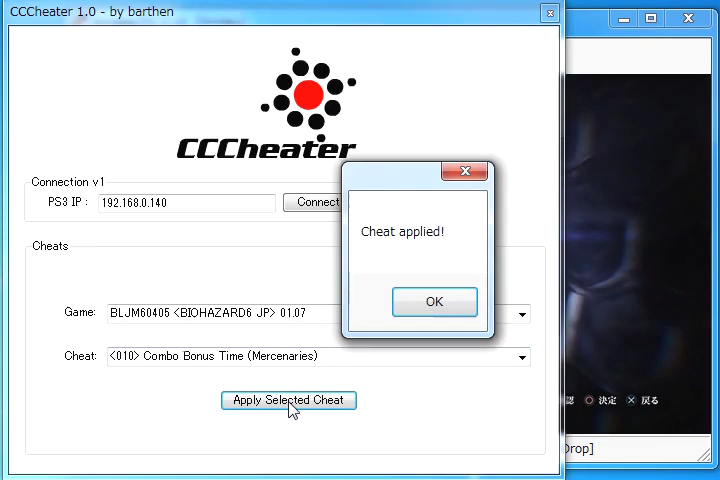 CCCheater 1.0 - by barthen
CCCheater
Connection v1
PS3 IP : 192.168.0.140 Connect
Cheat applied!
OK
Cheats
Game: BLJM60405 <BIOHAZARD6 JP> 01.07
Cheat: <010> Combo Bonus Time (Mercenaries)
Apply Selected Cheat
認 ○ 決定 × 戻る
Drop]